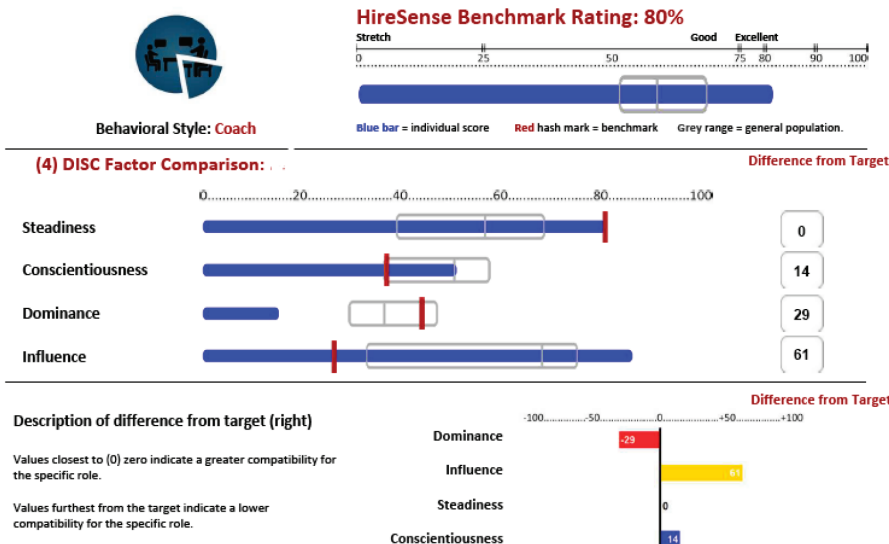 HireSense Benchmark Rating: 80%
Stretch Good Excellent
0 25 50 75 80 90 100
Behavioral Style: Coach
Blue bar = individual score Red hash mark = benchmark Grey range = general population.
(4) DISC Factor Comparison:
Difference from Target
0 20 40 60 80 100
Steadiness 0
Conscientiousness 14
Dominance 29
Influence 61
Difference from Target
Description of difference from target (right)
-100 -50 0 +50 +100
Dominance -29
Values closest to (0) zero indicate a greater compatibility for
the specific role.
Influence 61
Values furthest from the target indicate a lower
compatibility for the specific role.
Steadiness 0
Conscientiousness 14